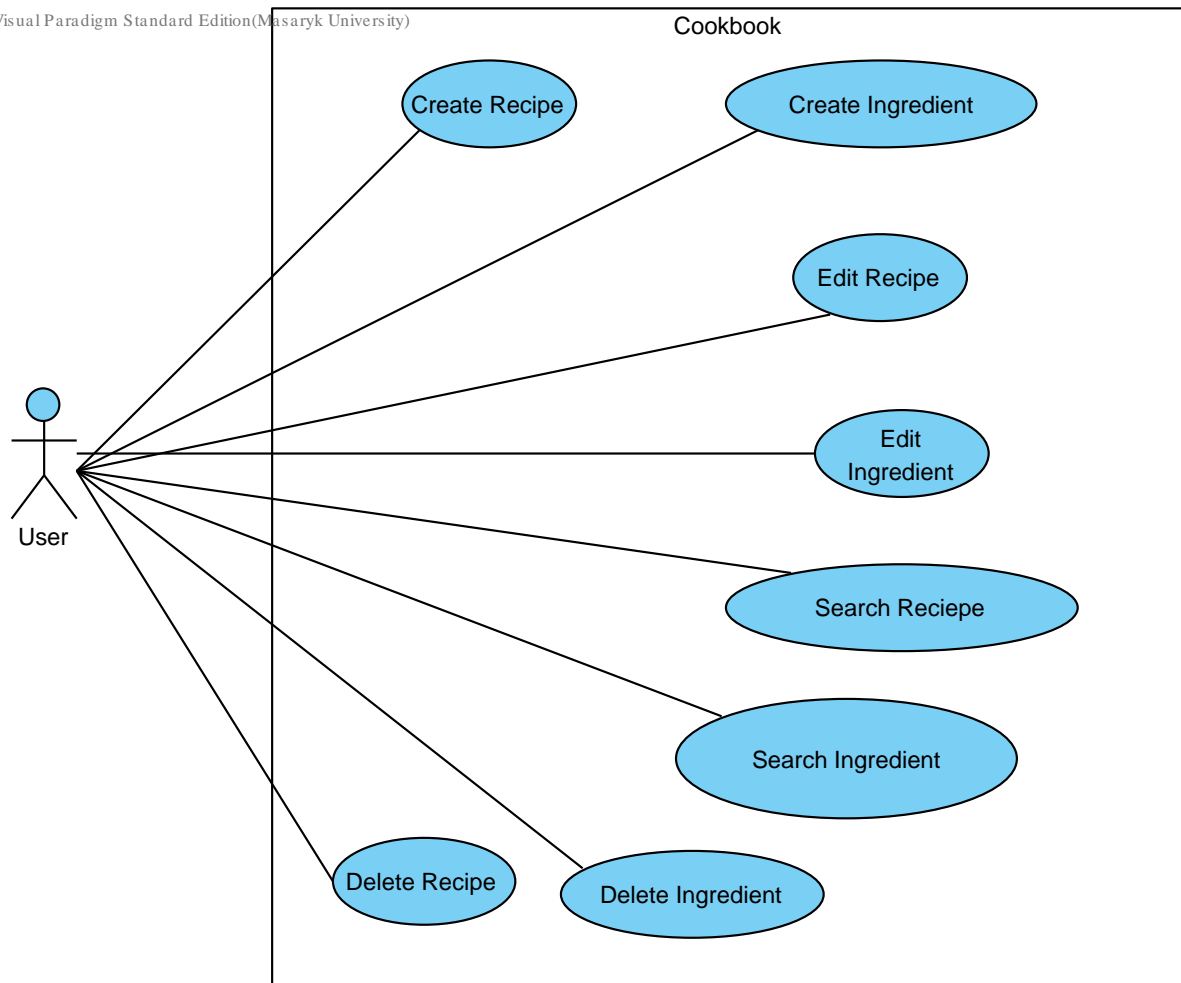 Visual Paradigm Standard Edition(Masaryk University)
Cookbook
Create Recipe
Create Ingredient
Edit Recipe
Edit
Ingredient
User
Search Reciepe
Search Ingredient
Delete Recipe
Delete Ingredient